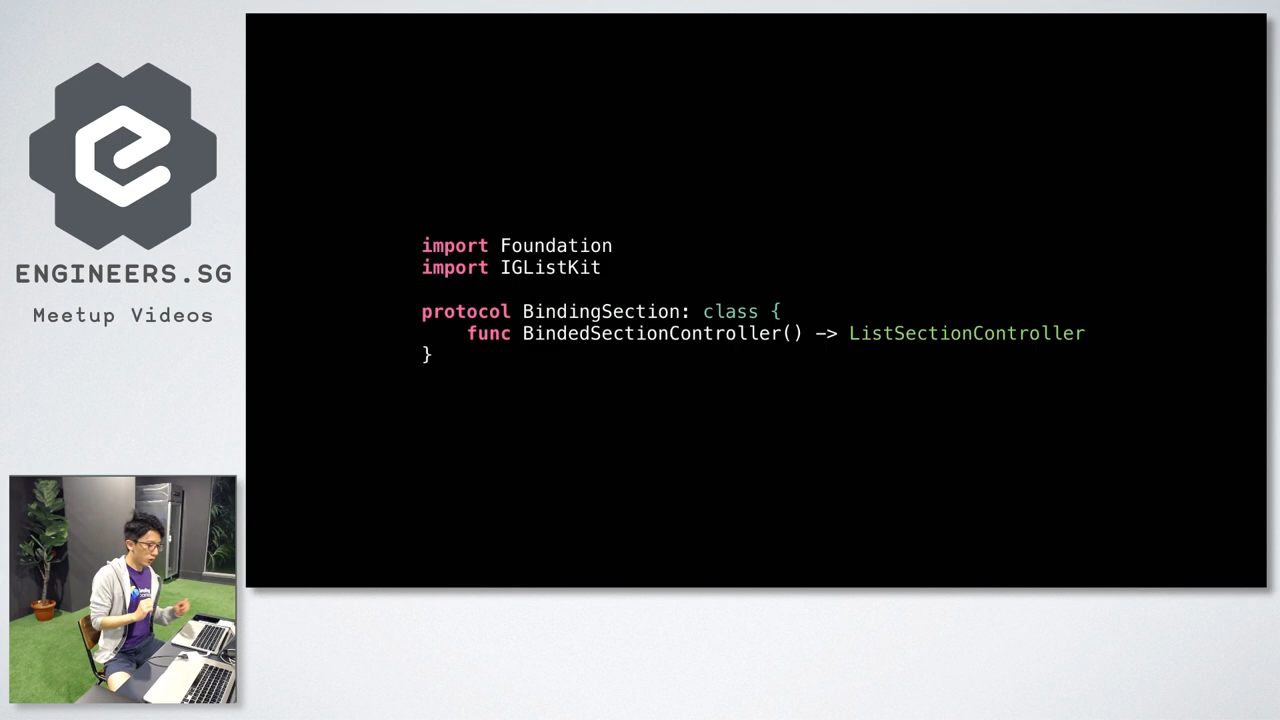 ENGINEERS.SG
Meetup Videos
import Foundation
import IGListKit
protocol BindingSection: class {
func BindedSectionController() -> ListSectionController
}